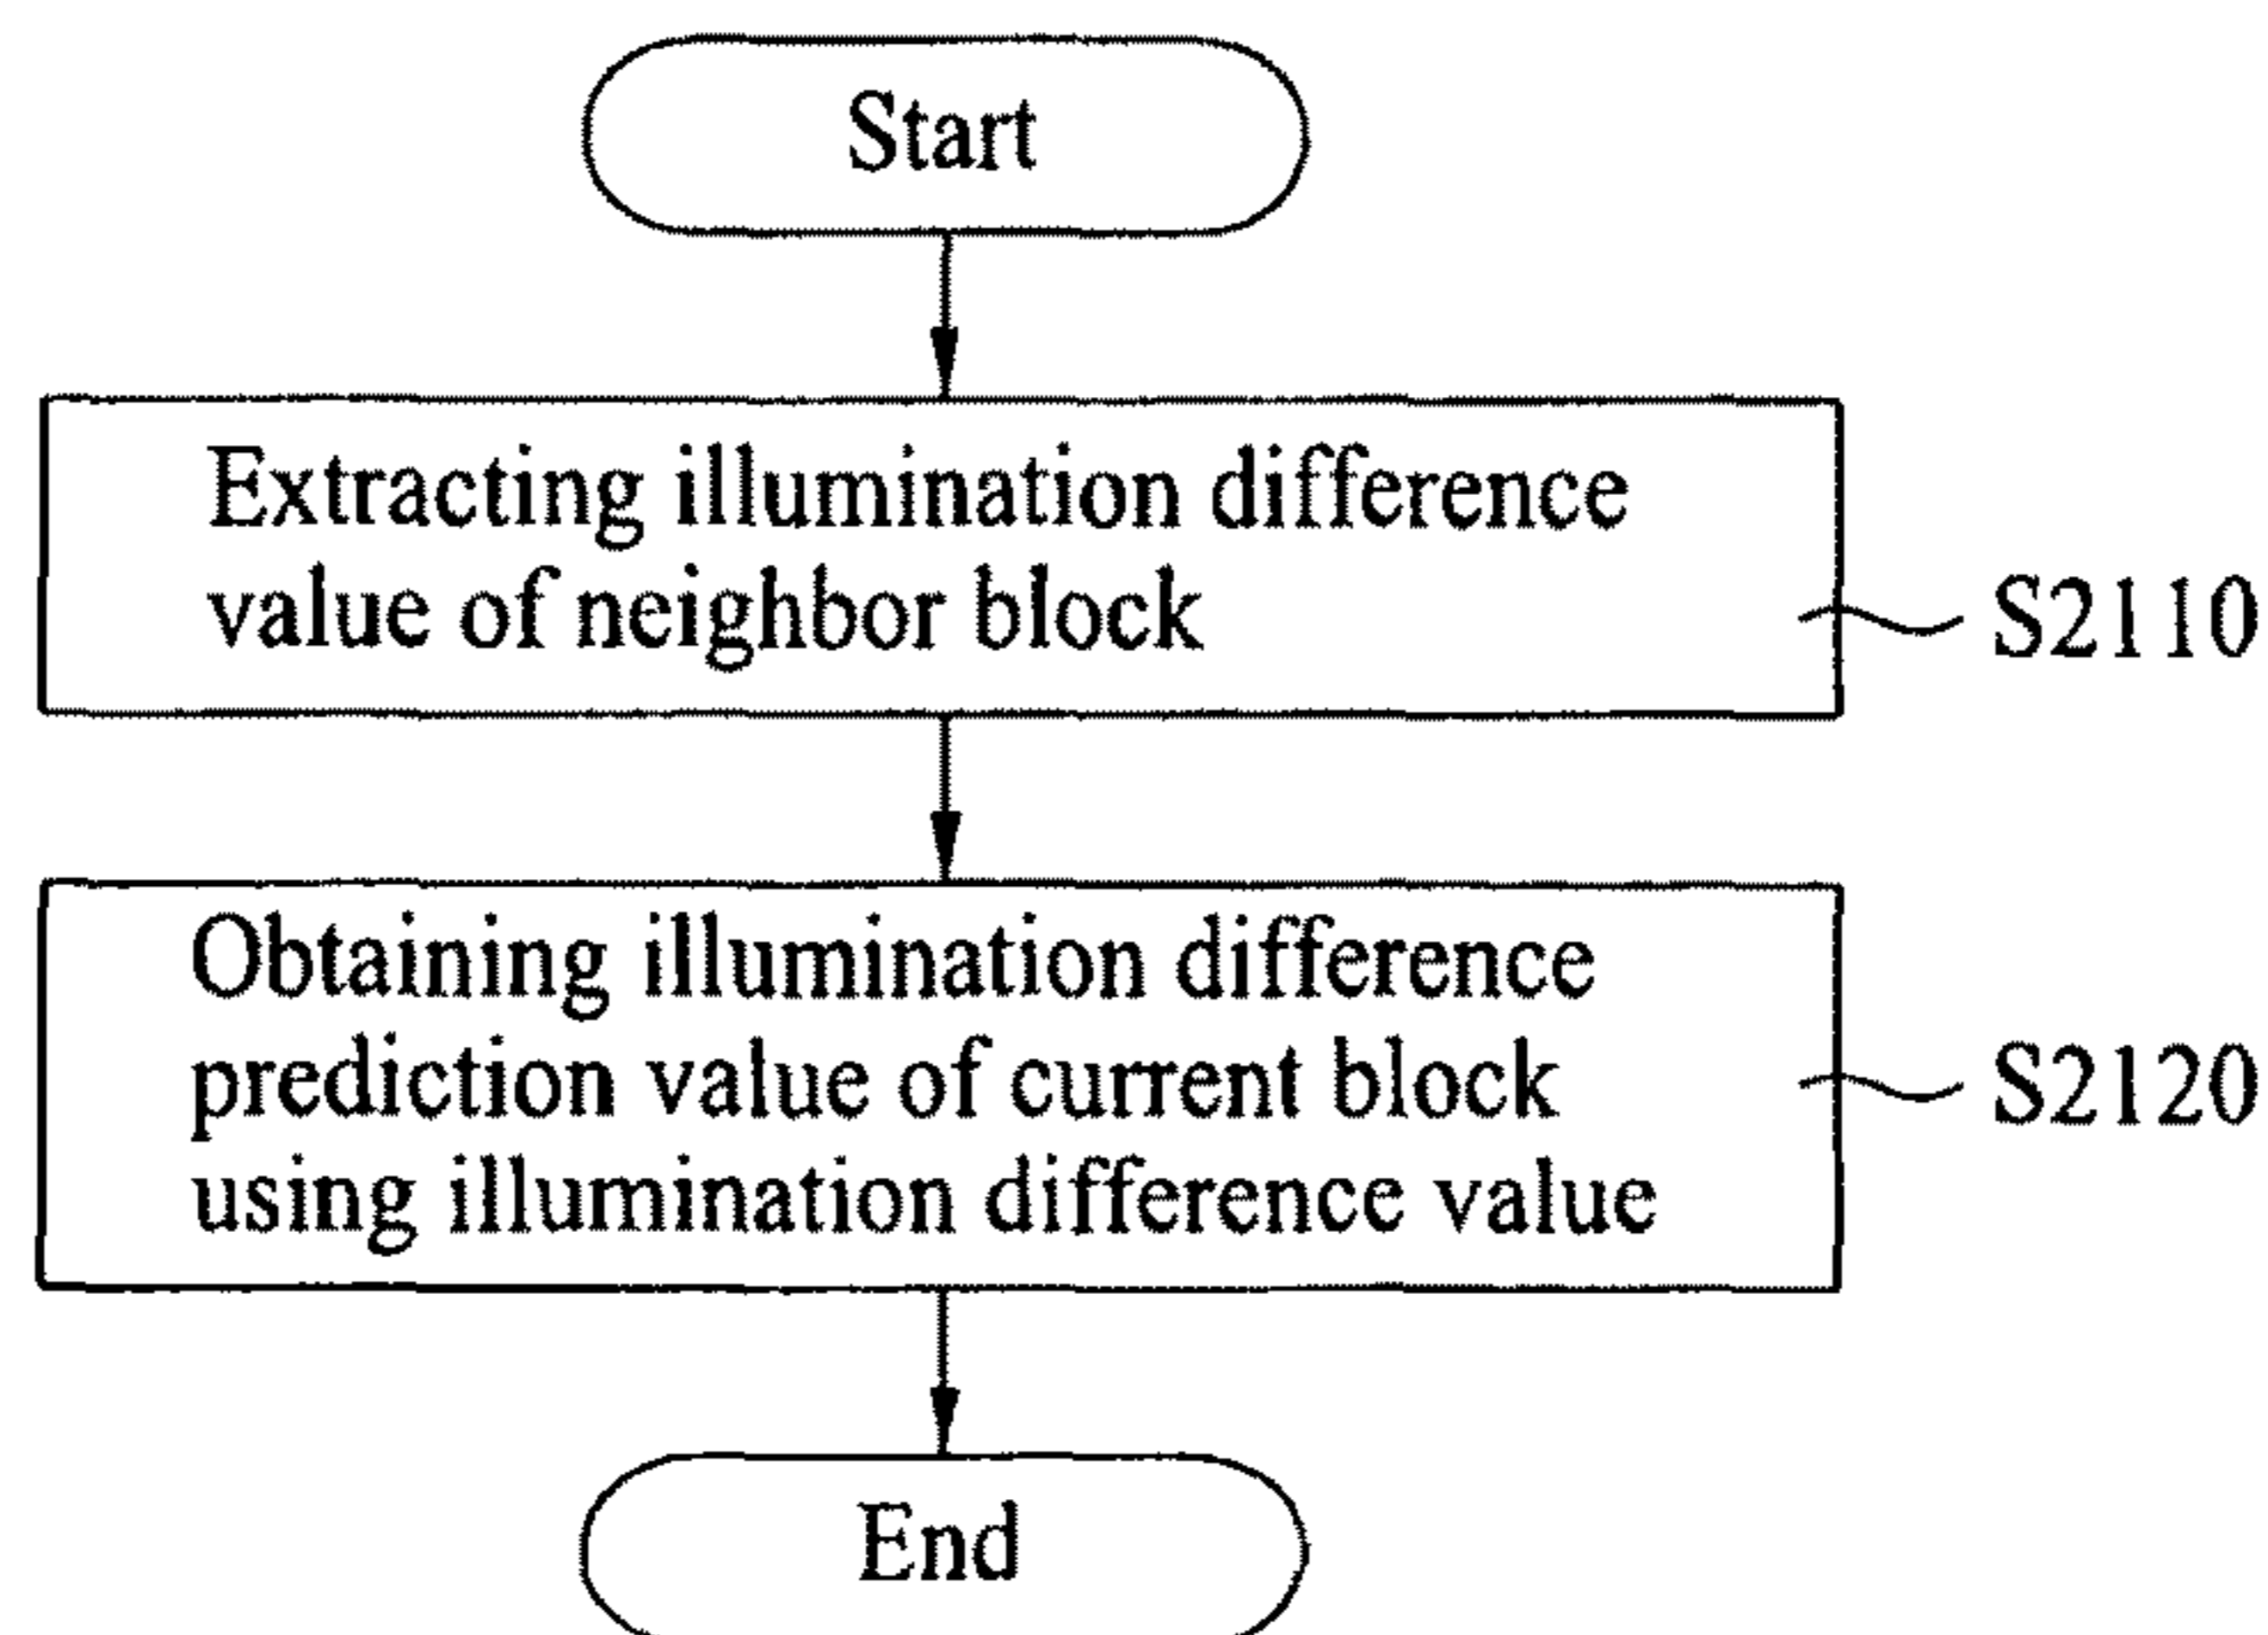 Start
Extracting illumination difference
value of neighbor block
S2110
Obtaining illumination difference
prediction value of current block
using illumination difference value
S2120
End